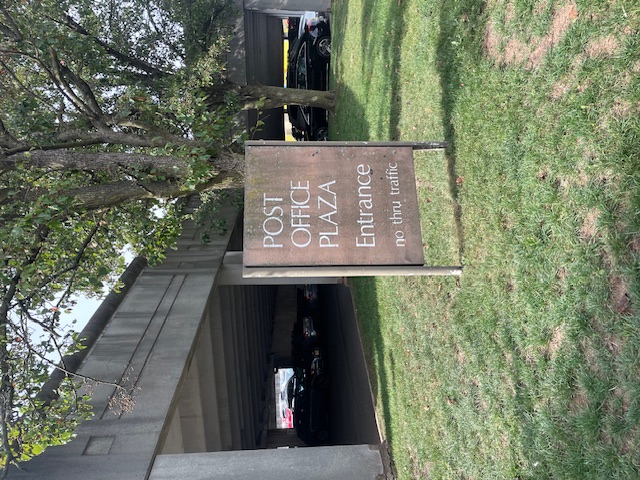 POST
OFFICE
PLAZA
Entrance
no thru traffic